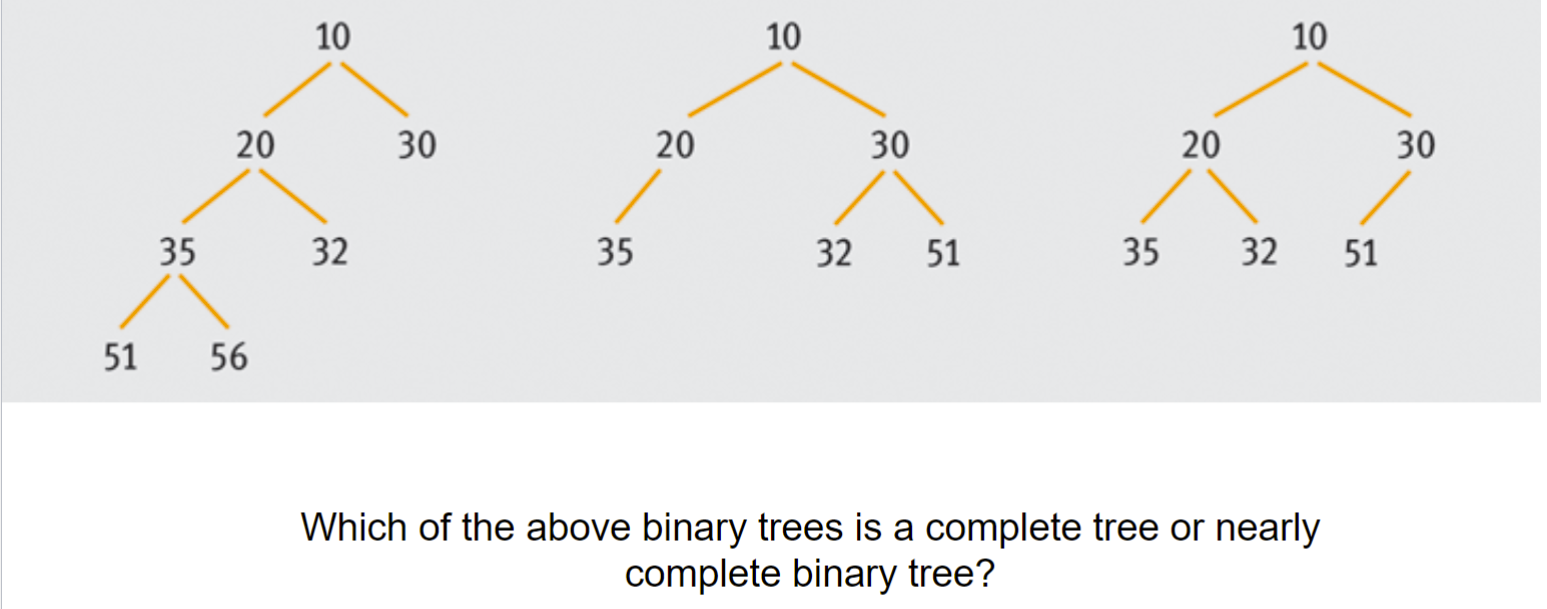 10 10 10
20 30 20 30 20 30
35 32 35 32 51 35 32 51
51 56
Which of the above binary trees is a complete tree or nearly
complete binary tree?